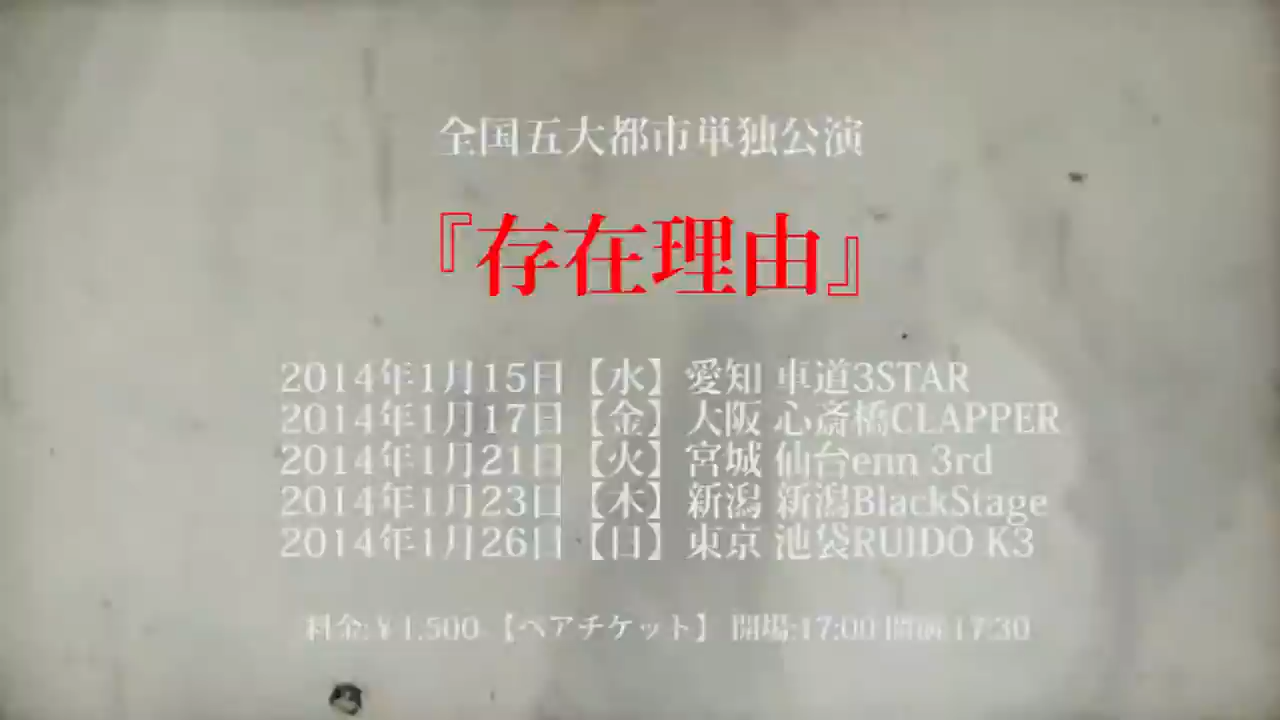 全国五大都市単独公演
『存在理由』
2014年1月15日【水】愛知 車道3STAR
2014年1月17日【金】大阪 心斎橋CLAPPER
2014年1月21日【火】宮城 仙台enn 3rd
2014年1月23日【木】新潟 新潟BlackStage
2014年1月26日【日】東京 池袋RUIDO K3
料金:¥1,500【ペアチケット】 開場:17:00 開演:17:30